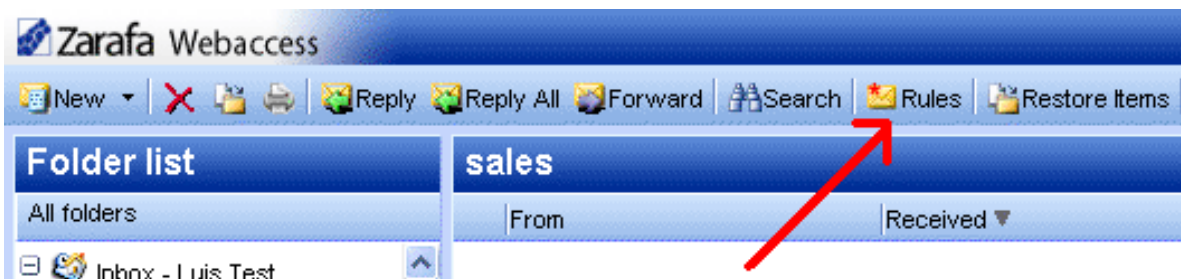 Zarafa Webaccess
New Reply Reply All Forward Search Rules Restore Items
Folder list sales
All folders From Received
Inbox - Luis Test